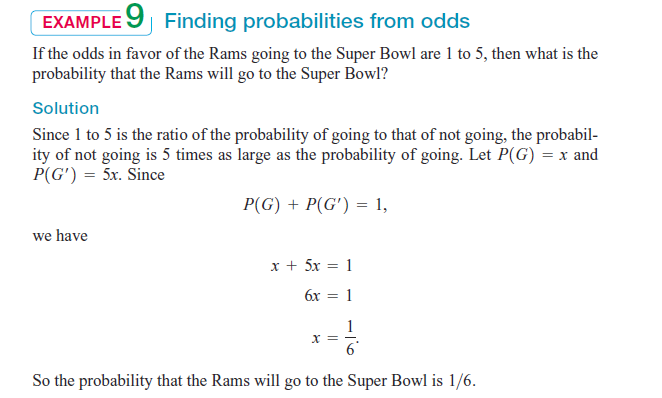 EXAMPLE 9 Finding probabilities from odds
If the odds in favor of the Rams going to the Super Bowl are 1 to 5, then what is the
probability that the Rams will go to the Super Bowl?
Solution
Since 1 to 5 is the ratio of the probability of going to that of not going, the probabil-
ity of not going is 5 times as large as the probability of going. Let P(G) = x and
P(G′) = 5x. Since
P(G) + P(G′) = 1,
we have
x + 5x = 1
6x = 1
x = 1/6.
So the probability that the Rams will go to the Super Bowl is 1/6.